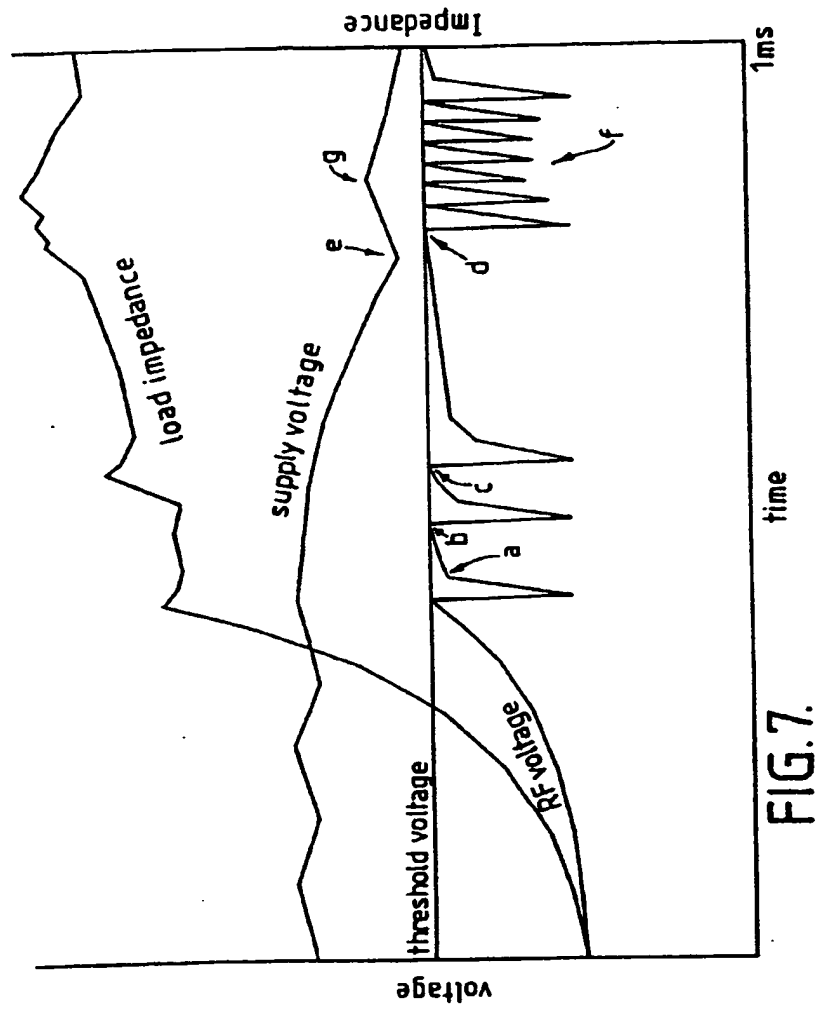 voltage
Impedance
load impedance
supply voltage
threshold voltage
RF voltage
a
b
c
d
e
f
g
time
1ms
FIG. 7.